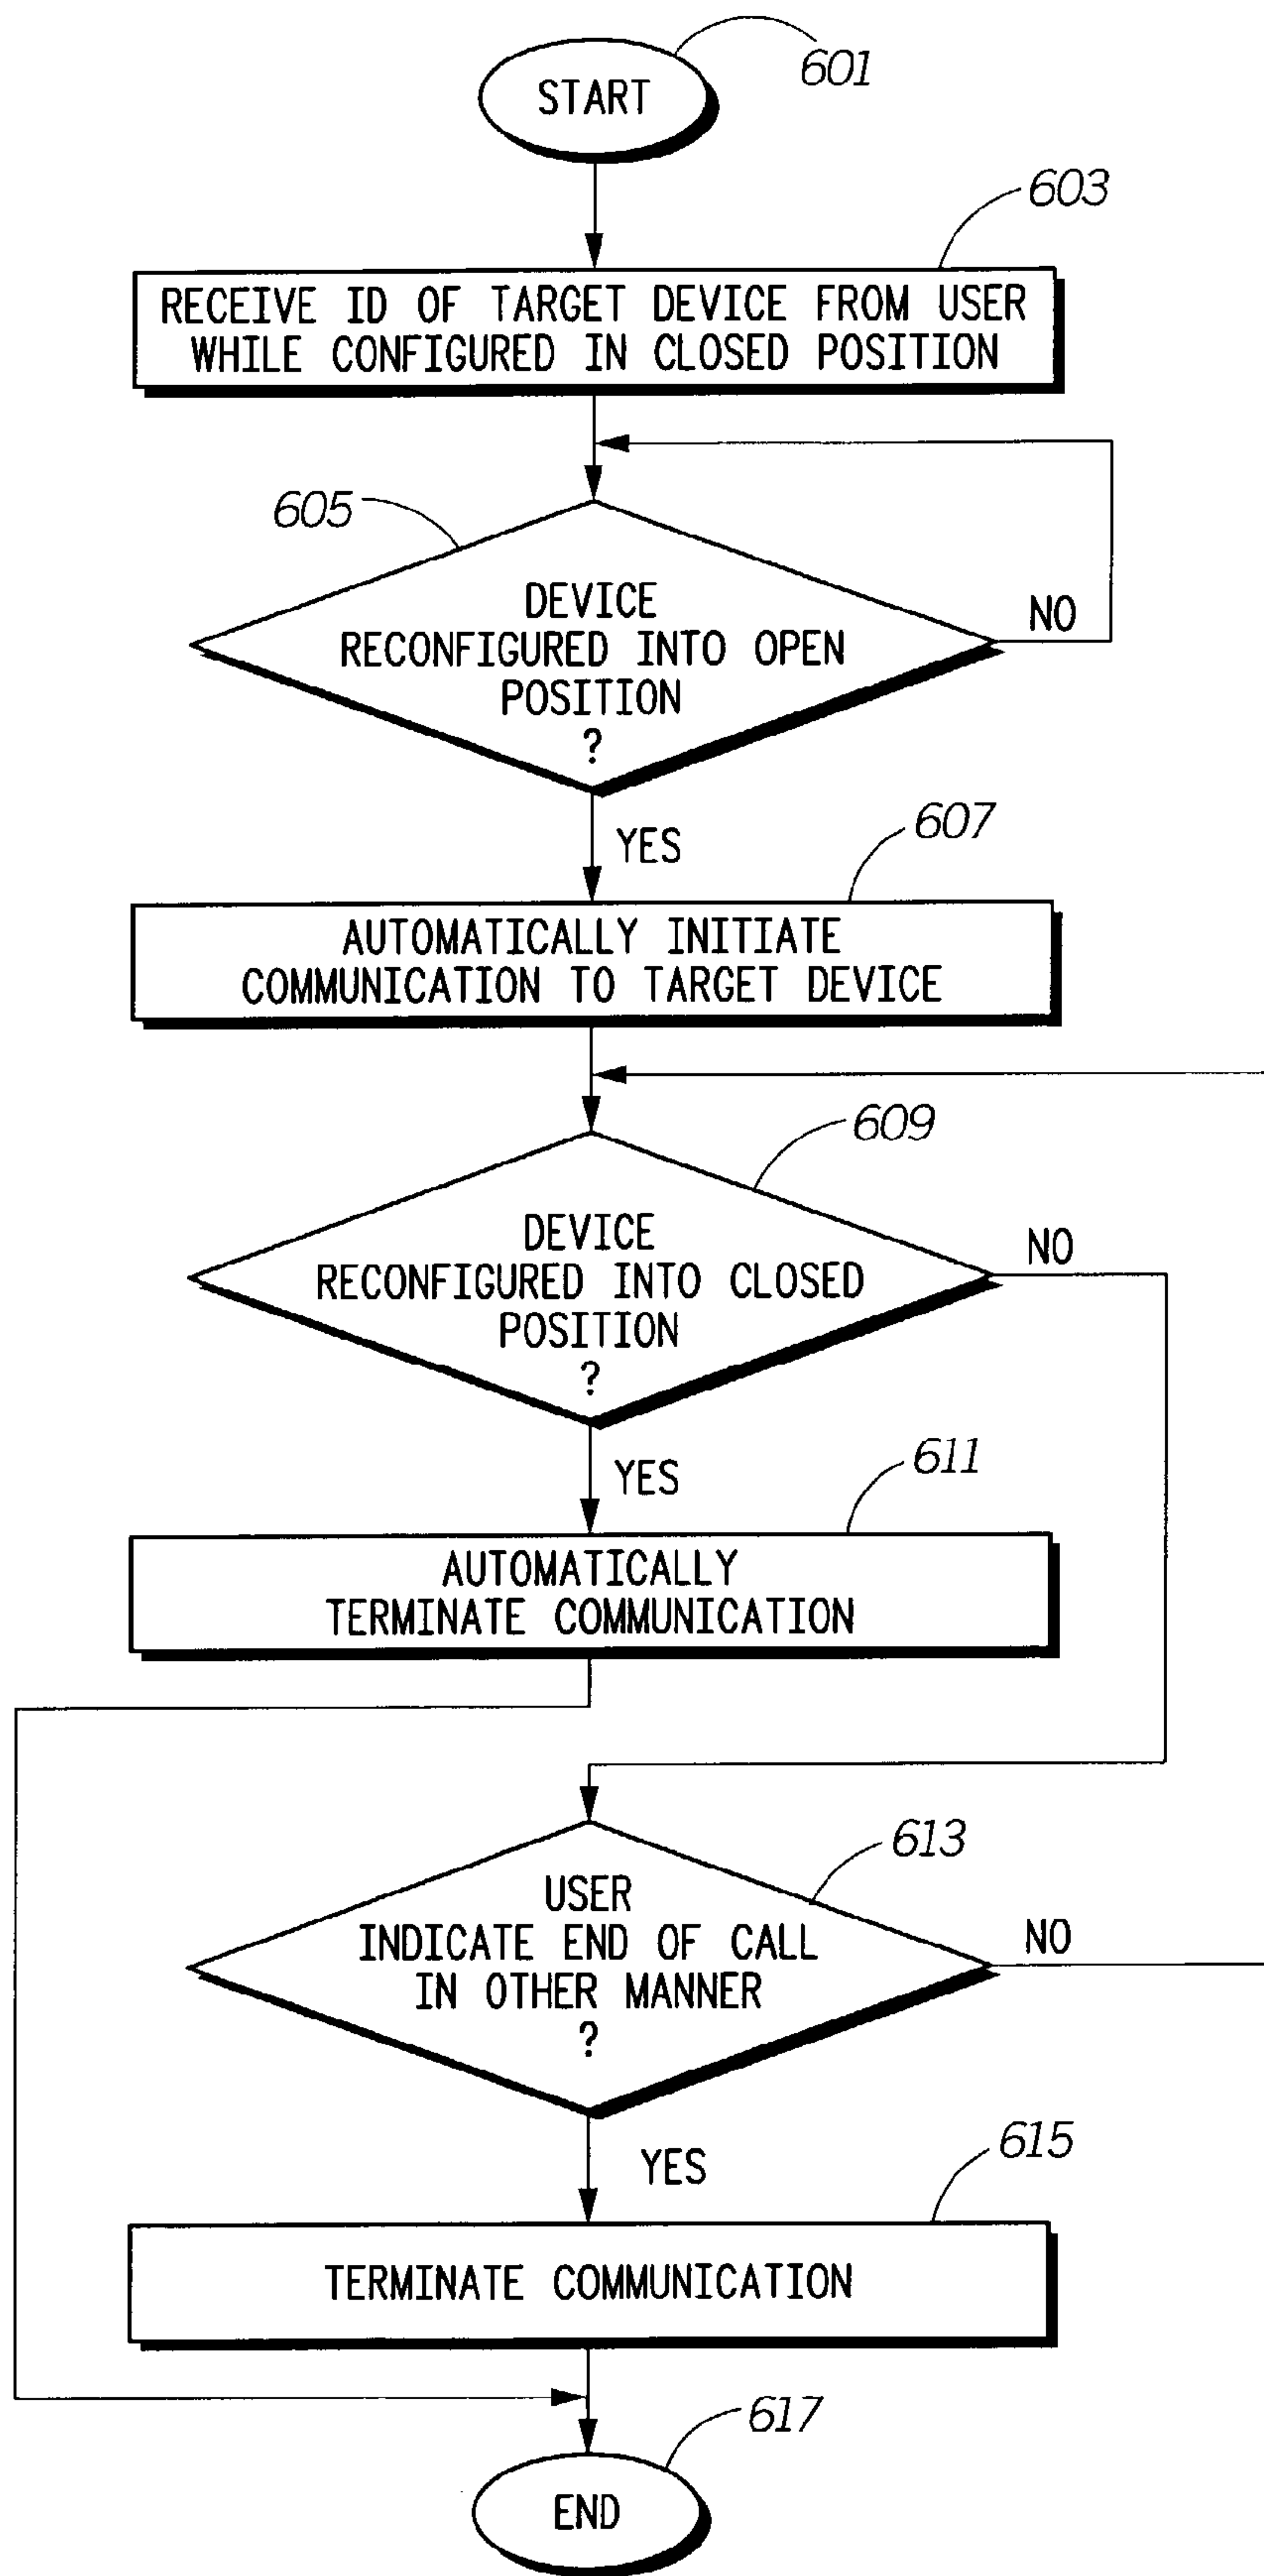 START
601
603
RECEIVE ID OF TARGET DEVICE FROM USER
WHILE CONFIGURED IN CLOSED POSITION
605
DEVICE
RECONFIGURED INTO OPEN
POSITION
?
NO
YES
607
AUTOMATICALLY INITIATE
COMMUNICATION TO TARGET DEVICE
609
DEVICE
RECONFIGURED INTO CLOSED
POSITION
?
NO
YES
611
AUTOMATICALLY
TERMINATE COMMUNICATION
613
USER
INDICATE END OF CALL
IN OTHER MANNER
?
NO
YES
615
TERMINATE COMMUNICATION
617
END